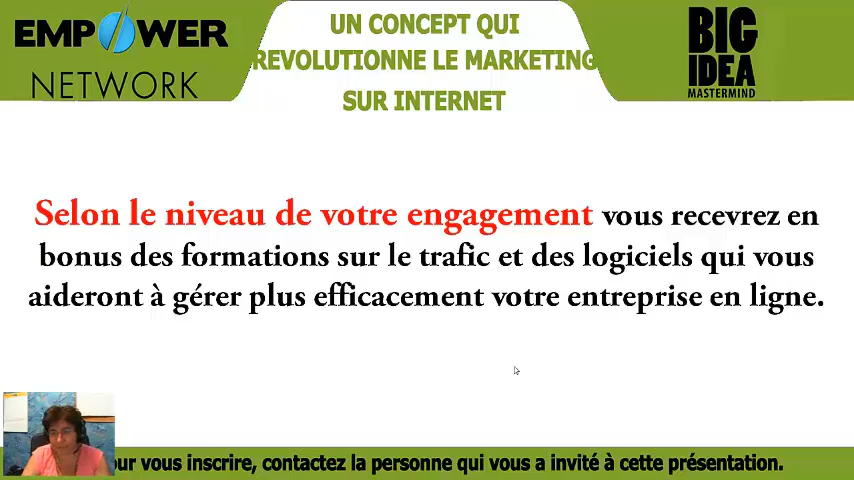 EMPOWER
NETWORK
UN CONCEPT QUI
REVOLUTIONNE LE MARKETING
SUR INTERNET
BIG
IDEA
MASTERMIND
Selon le niveau de votre engagement vous recevrez en
bonus des formations sur le trafic et des logiciels qui vous
aideront à gérer plus efficacement votre entreprise en ligne.
our vous inscrire, contactez la personne qui vous a invité à cette présentation.